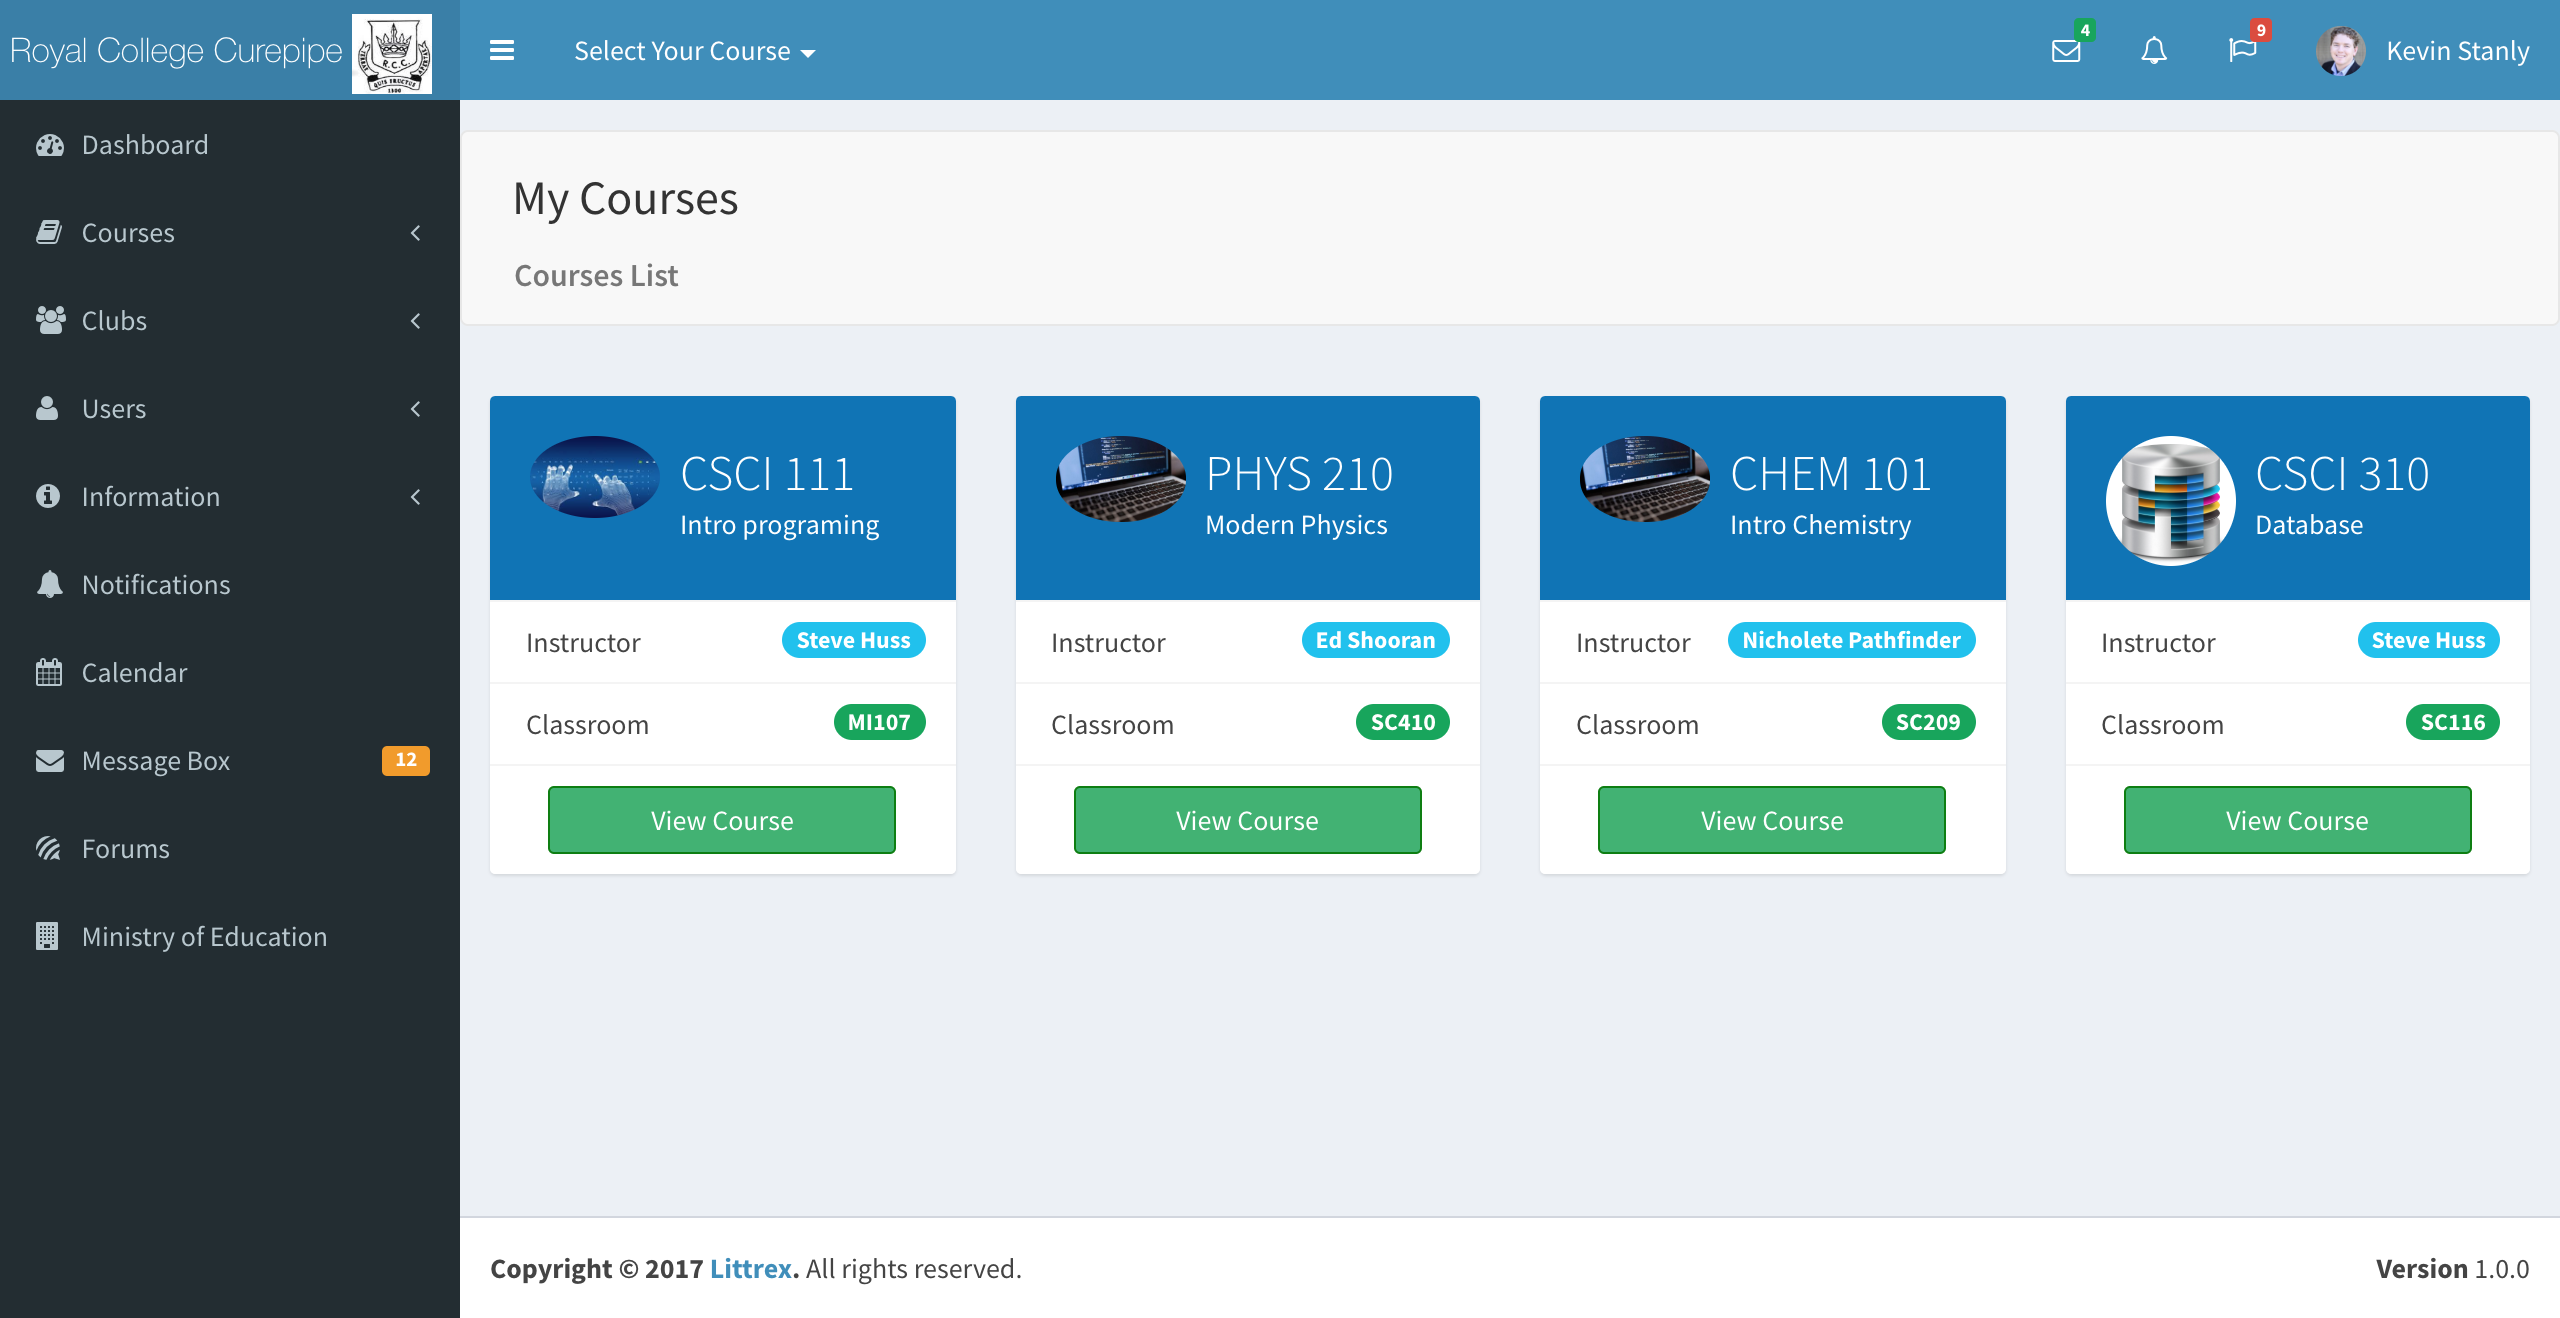 Royal College Curepipe
R.C.C.
Select Your Course
4
9
Kevin Stanly
Dashboard
Courses
Clubs
Users
Information
Notifications
Calendar
Message Box
12
Forums
Ministry of Education
My Courses
Courses List
CSCI 111
Intro programing
Instructor
Steve Huss
Classroom
MI107
View Course
PHYS 210
Modern Physics
Instructor
Ed Shooran
Classroom
SC410
View Course
CHEM 101
Intro Chemistry
Instructor
Nicholete Pathfinder
Classroom
SC209
View Course
CSCI 310
Database
Instructor
Steve Huss
Classroom
SC116
View Course
Copyright © 2017 Littrex. All rights reserved.
Version 1.0.0